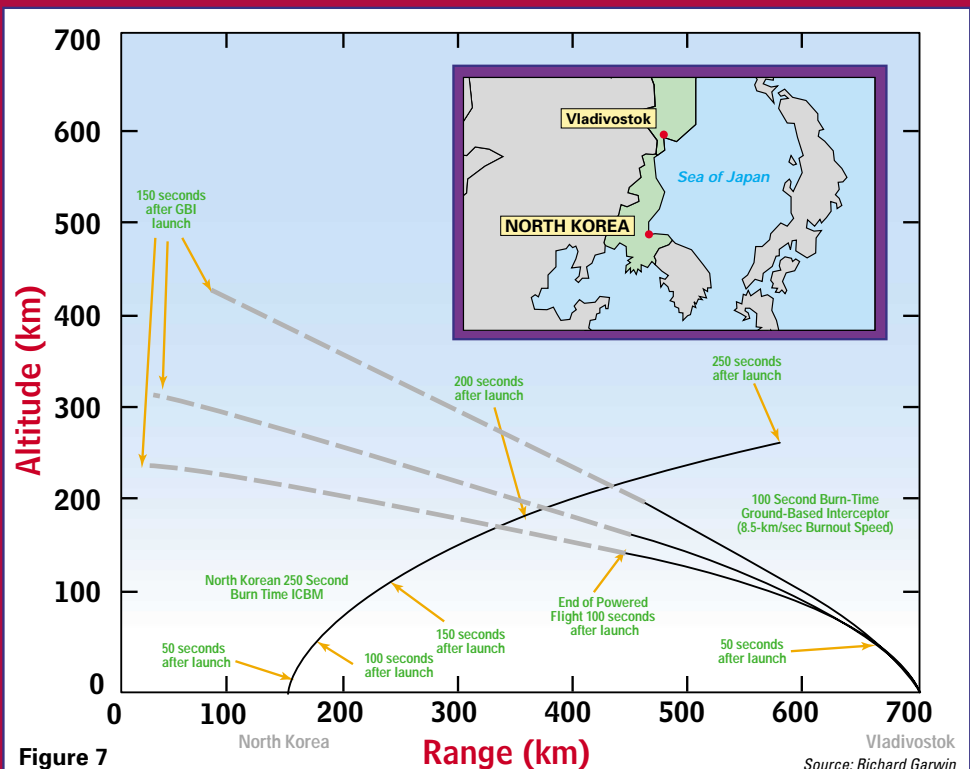 700
600
500
400
300
200
100
0
Altitude (km)
150 seconds
after GBI
launch
Vladivostok
Sea of Japan
NORTH KOREA
200 seconds
after launch
250 seconds
after launch
100 Second Burn-Time
Ground-Based Interceptor
(8.5-km/sec Burnout Speed)
North Korean 250 Second
Burn Time ICBM
End of Powered
Flight 100 seconds
after launch
50 seconds
after launch
100 seconds
after launch
150 seconds
after launch
50 seconds
after launch
0 100 200 300 400 500 600 700
North Korea
Vladivostok
Figure 7
Range (km)
Source: Richard Garwin